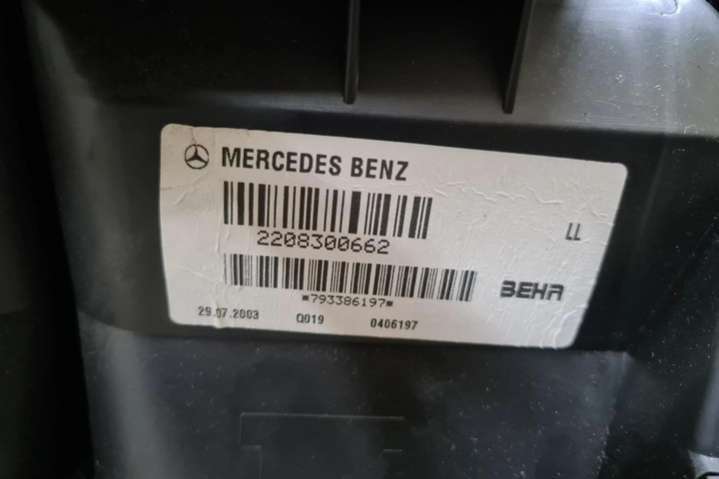 MERCEDES BENZ
2208300662
LL
*793386197*
BEHR
29.07.2003 Q019 0406197